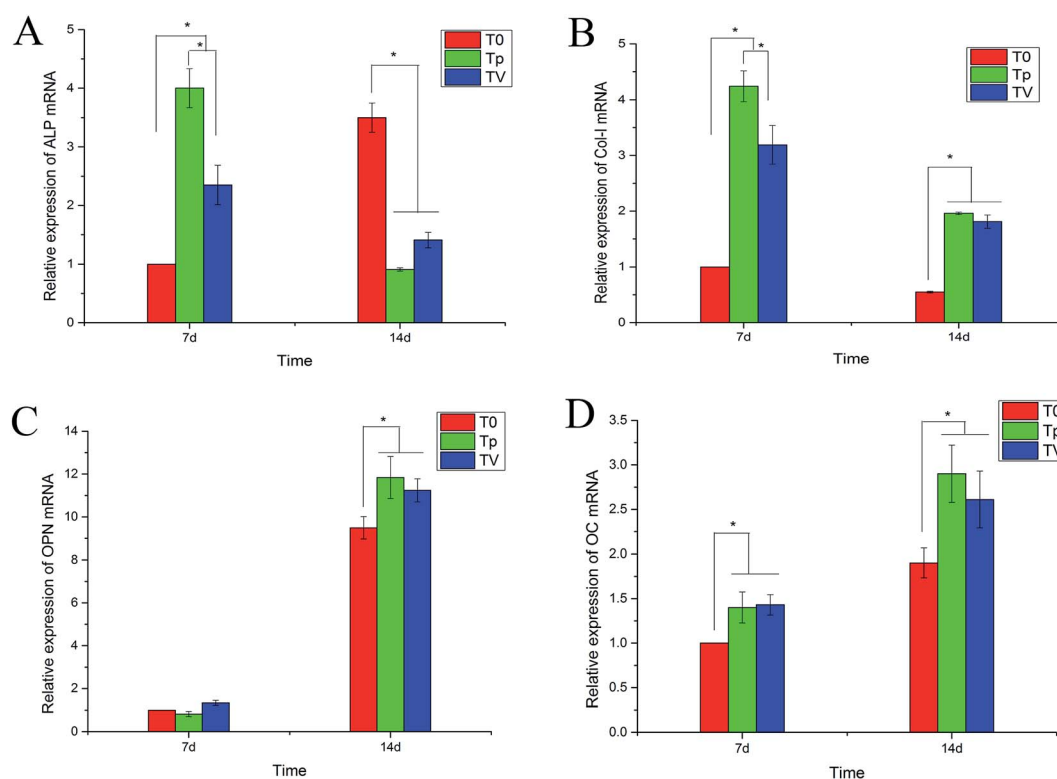 A
Relative expression of ALP mRNA
5
4
3
2
1
0
*
*
*
T0
Tp
TV
7d
14d
Time
B
Relative expression of Col-I mRNA
5
4
3
2
1
0
*
*
*
T0
Tp
TV
7d
14d
Time
C
Relative expression of OPN mRNA
14
12
10
8
6
4
2
0
*
T0
Tp
TV
7d
14d
Time
D
Relative expression of OC mRNA
3.5
3.0
2.5
2.0
1.5
1.0
0.5
0.0
*
*
T0
Tp
TV
7d
14d
Time